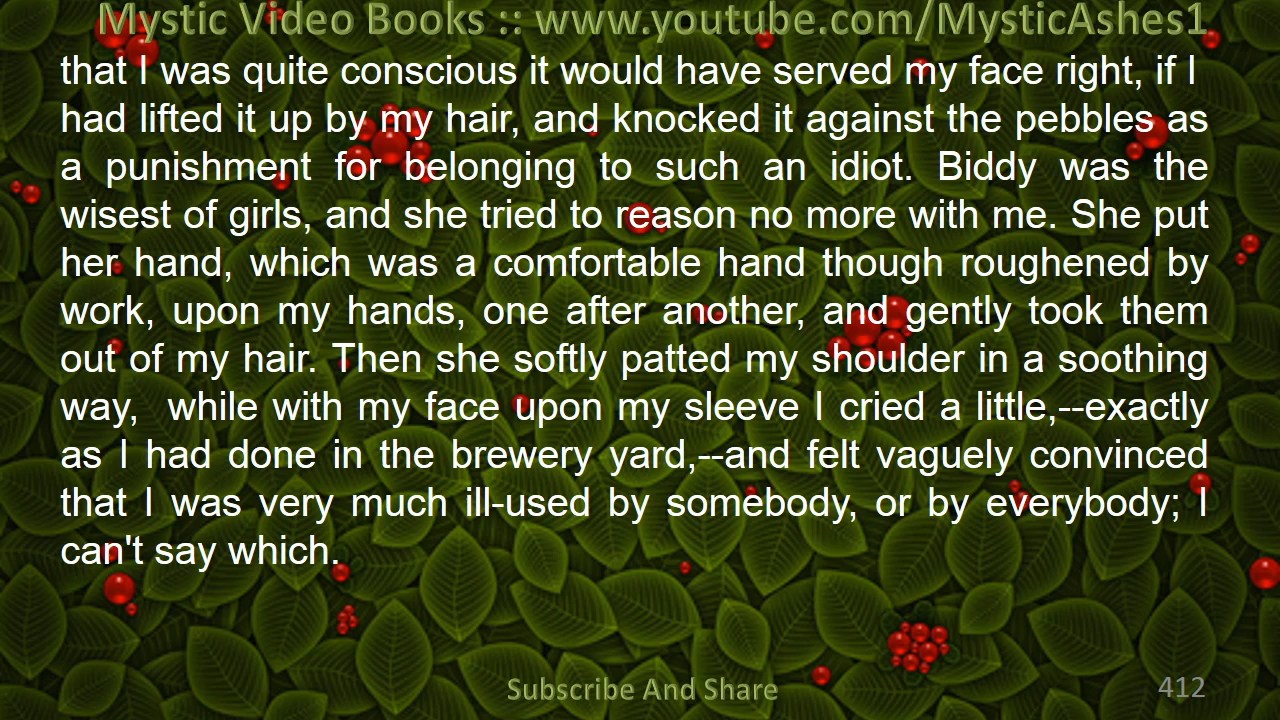 Mystic Video Books :: www.youtube.com/MysticAshes1
that I was quite conscious it would have served my face right, if I
had lifted it up by my hair, and knocked it against the pebbles as
a punishment for belonging to such an idiot. Biddy was the
wisest of girls, and she tried to reason no more with me. She put
her hand, which was a comfortable hand though roughened by
work, upon my hands, one after another, and gently took them
out of my hair. Then she softly patted my shoulder in a soothing
way, while with my face upon my sleeve I cried a little,--exactly
as I had done in the brewery yard,--and felt vaguely convinced
that I was very much ill-used by somebody, or by everybody; I
can't say which.
Subscribe And Share
412